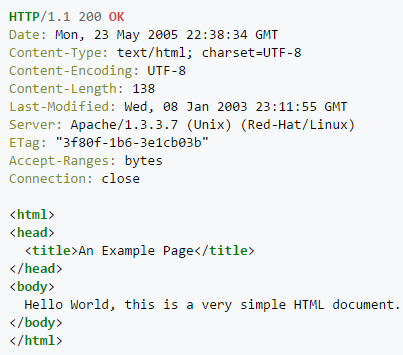 HTTP/1.1 200 OK
Date: Mon, 23 May 2005 22:38:34 GMT
Content-Type: text/html; charset=UTF-8
Content-Encoding: UTF-8
Content-Length: 138
Last-Modified: Wed, 08 Jan 2003 23:11:55 GMT
Server: Apache/1.3.3.7 (Unix) (Red-Hat/Linux)
ETag: "3f80f-1b6-3e1cb03b"
Accept-Ranges: bytes
Connection: close

<html>
<head>
  <title>An Example Page</title>
</head>
<body>
  Hello World, this is a very simple HTML document.
</body>
</html>